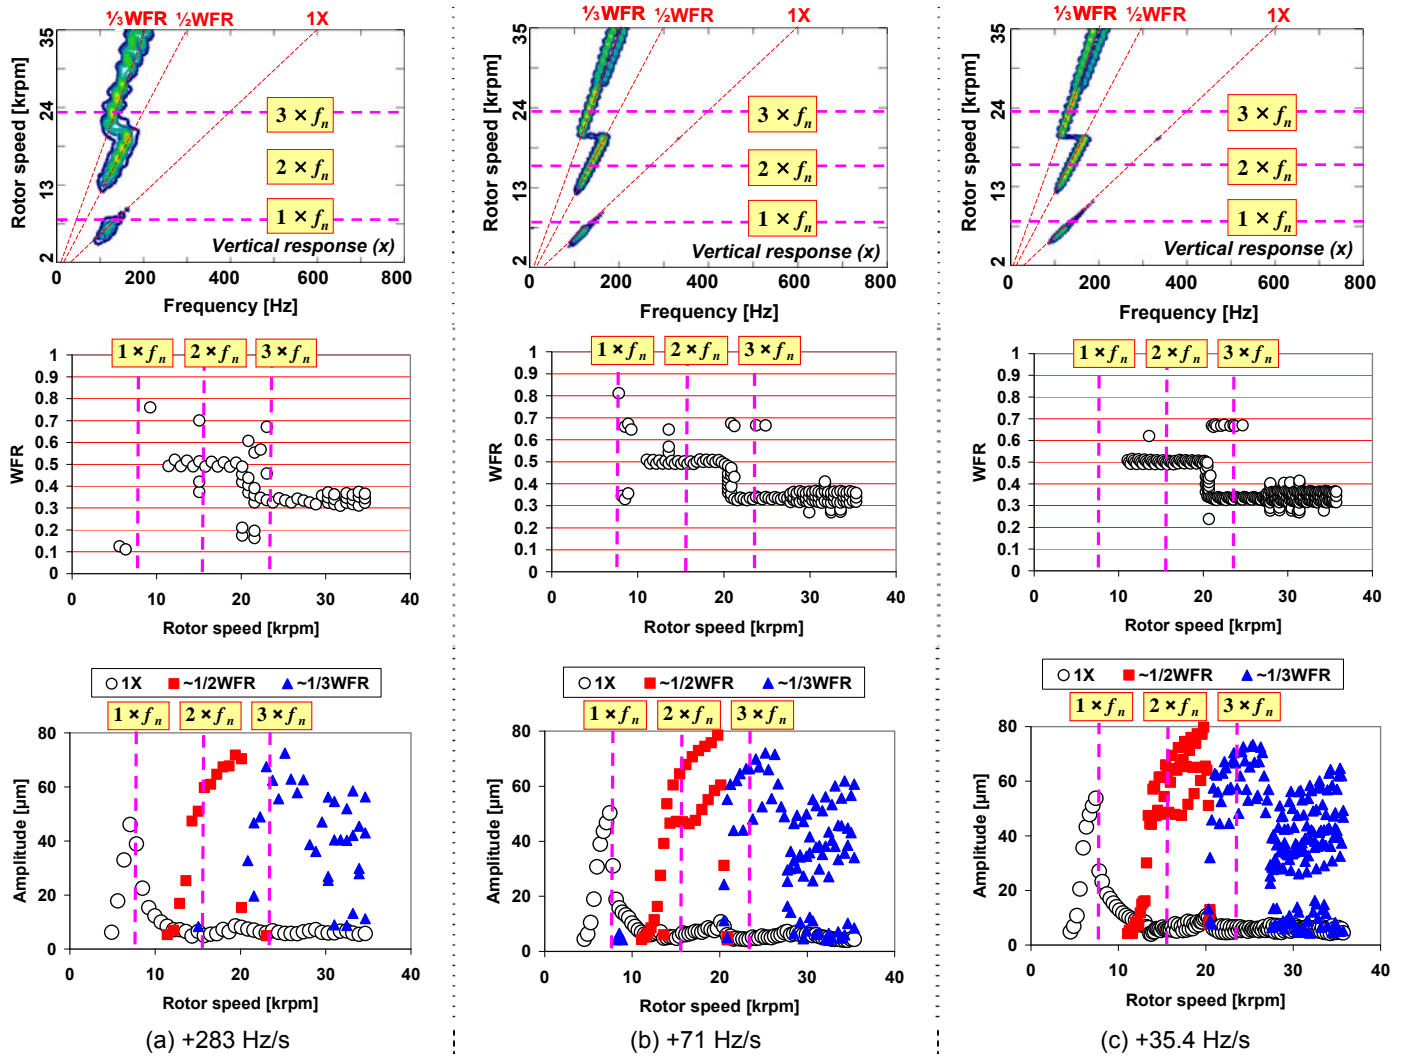 ⅓WFR ½WFR 1X
35
24
13
2
Rotor speed [krpm]
3 × fn
2 × fn
1 × fn
Vertical response (x)
0 200 400 600 800
Frequency [Hz]
⅓WFR ½WFR 1X
35
24
13
2
Rotor speed [krpm]
3 × fn
2 × fn
1 × fn
Vertical response (x)
0 200 400 600 800
Frequency [Hz]
⅓WFR ½WFR 1X
35
24
13
2
Rotor speed [krpm]
3 × fn
2 × fn
1 × fn
Vertical response (x)
0 200 400 600 800
Frequency [Hz]
1 × fn 2 × fn 3 × fn
1
0.9
0.8
0.7
0.6
0.5
0.4
0.3
0.2
0.1
0
WFR
0 10 20 30 40
Rotor speed [krpm]
1 × fn 2 × fn 3 × fn
1
0.9
0.8
0.7
0.6
0.5
0.4
0.3
0.2
0.1
0
WFR
0 10 20 30 40
Rotor speed [krpm]
1 × fn 2 × fn 3 × fn
1
0.9
0.8
0.7
0.6
0.5
0.4
0.3
0.2
0.1
0
WFR
0 10 20 30 40
Rotor speed [krpm]
1X ~1/2WFR ~1/3WFR
1 × fn 2 × fn 3 × fn
80
60
40
20
0
Amplitude [µm]
0 10 20 30 40
Rotor speed [krpm]
(a) +283 Hz/s
1X ~1/2WFR ~1/3WFR
1 × fn 2 × fn 3 × fn
80
60
40
20
0
Amplitude [µm]
0 10 20 30 40
Rotor speed [krpm]
(b) +71 Hz/s
1X ~1/2WFR ~1/3WFR
1 × fn 2 × fn 3 × fn
80
60
40
20
0
Amplitude [µm]
0 10 20 30 40
Rotor speed [krpm]
(c) +35.4 Hz/s